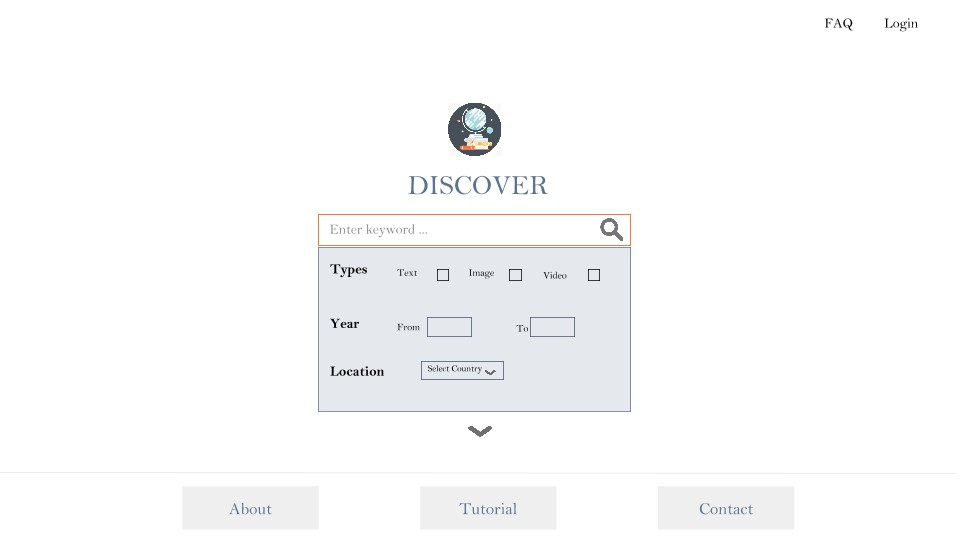 FAQ Login
DISCOVER
Enter keyword ...
Types Text Image Video
Year From To
Location Select Country
About Tutorial Contact